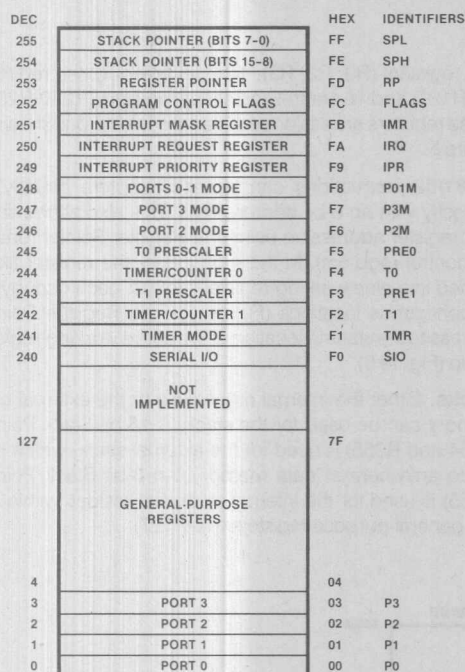 DEC HEX IDENTIFIERS
255 STACK POINTER (BITS 7-0) FF SPL
254 STACK POINTER (BITS 15-8) FE SPH
253 REGISTER POINTER FD RP
252 PROGRAM CONTROL FLAGS FC FLAGS
251 INTERRUPT MASK REGISTER FB IMR
250 INTERRUPT REQUEST REGISTER FA IRQ
249 INTERRUPT PRIORITY REGISTER F9 IPR
248 PORTS 0-1 MODE F8 P01M
247 PORT 3 MODE F7 P3M
246 PORT 2 MODE F6 P2M
245 T0 PRESCALER F5 PRE0
244 TIMER/COUNTER 0 F4 T0
243 T1 PRESCALER F3 PRE1
242 TIMER/COUNTER 1 F2 T1
241 TIMER MODE F1 TMR
240 SERIAL I/O F0 SIO
NOT
IMPLEMENTED
127 7F
GENERAL-PURPOSE
REGISTERS
4 04
3 PORT 3 03 P3
2 PORT 2 02 P2
1 PORT 1 01 P1
0 PORT 0 00 P0